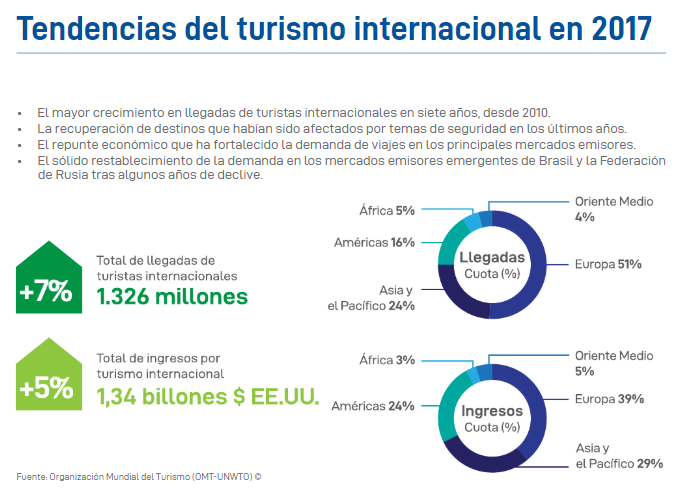 Tendencias del turismo internacional en 2017
• El mayor crecimiento en llegadas de turistas internacionales en siete años, desde 2010.
• La recuperación de destinos que habían sido afectados por temas de seguridad en los últimos años.
• El repunte económico que ha fortalecido la demanda de viajes en los principales mercados emisores.
• El sólido restablecimiento de la demanda en los mercados emisores emergentes de Brasil y la Federación
de Rusia tras algunos años de declive.
+7%
Total de llegadas de
turistas internacionales
1.326 millones
África 5%
Américas 16%
Asia y
el Pacífico 24%
Llegadas
Cuota (%)
Oriente Medio
4%
Europa 51%
+5%
Total de ingresos por
turismo internacional
1,34 billones $ EE.UU.
África 3%
Américas 24%
Ingresos
Cuota (%)
Oriente Medio
5%
Europa 39%
Asia y
el Pacífico 29%
Fuente: Organización Mundial del Turismo (OMT-UNWTO) ©